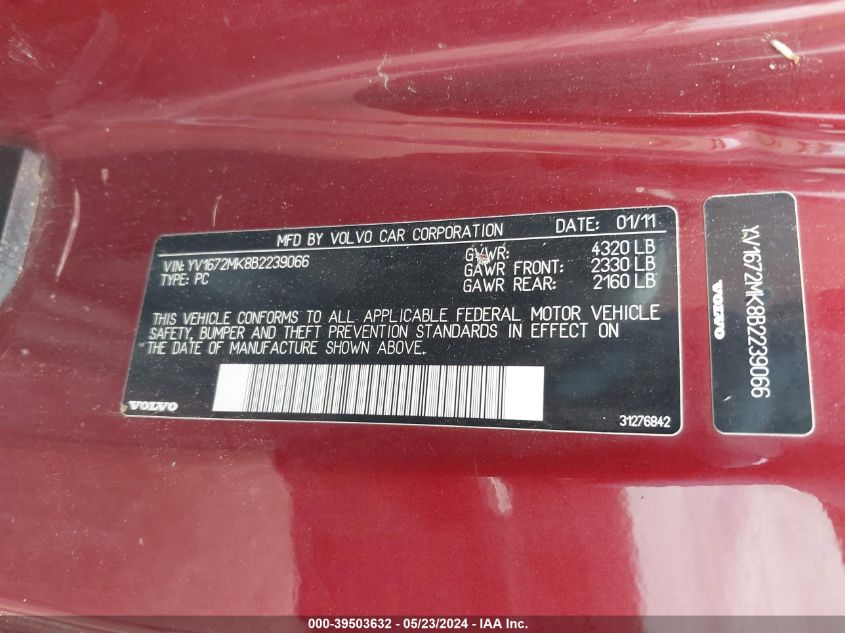 MFD BY VOLVO CAR CORPORATION DATE: 01/11
VIN: YV1672MK8B2239066 GVWR: 4320 LB
TYPE: PC GAWR FRONT: 2330 LB
GAWR REAR: 2160 LB
THIS VEHICLE CONFORMS TO ALL APPLICABLE FEDERAL MOTOR VEHICLE
SAFETY, BUMPER AND THEFT PREVENTION STANDARDS IN EFFECT ON
THE DATE OF MANUFACTURE SHOWN ABOVE.
VOLVO
31276842
YV1672MK8B2239066
VOLVO
000-39503632 - 05/23/2024 - IAA Inc.